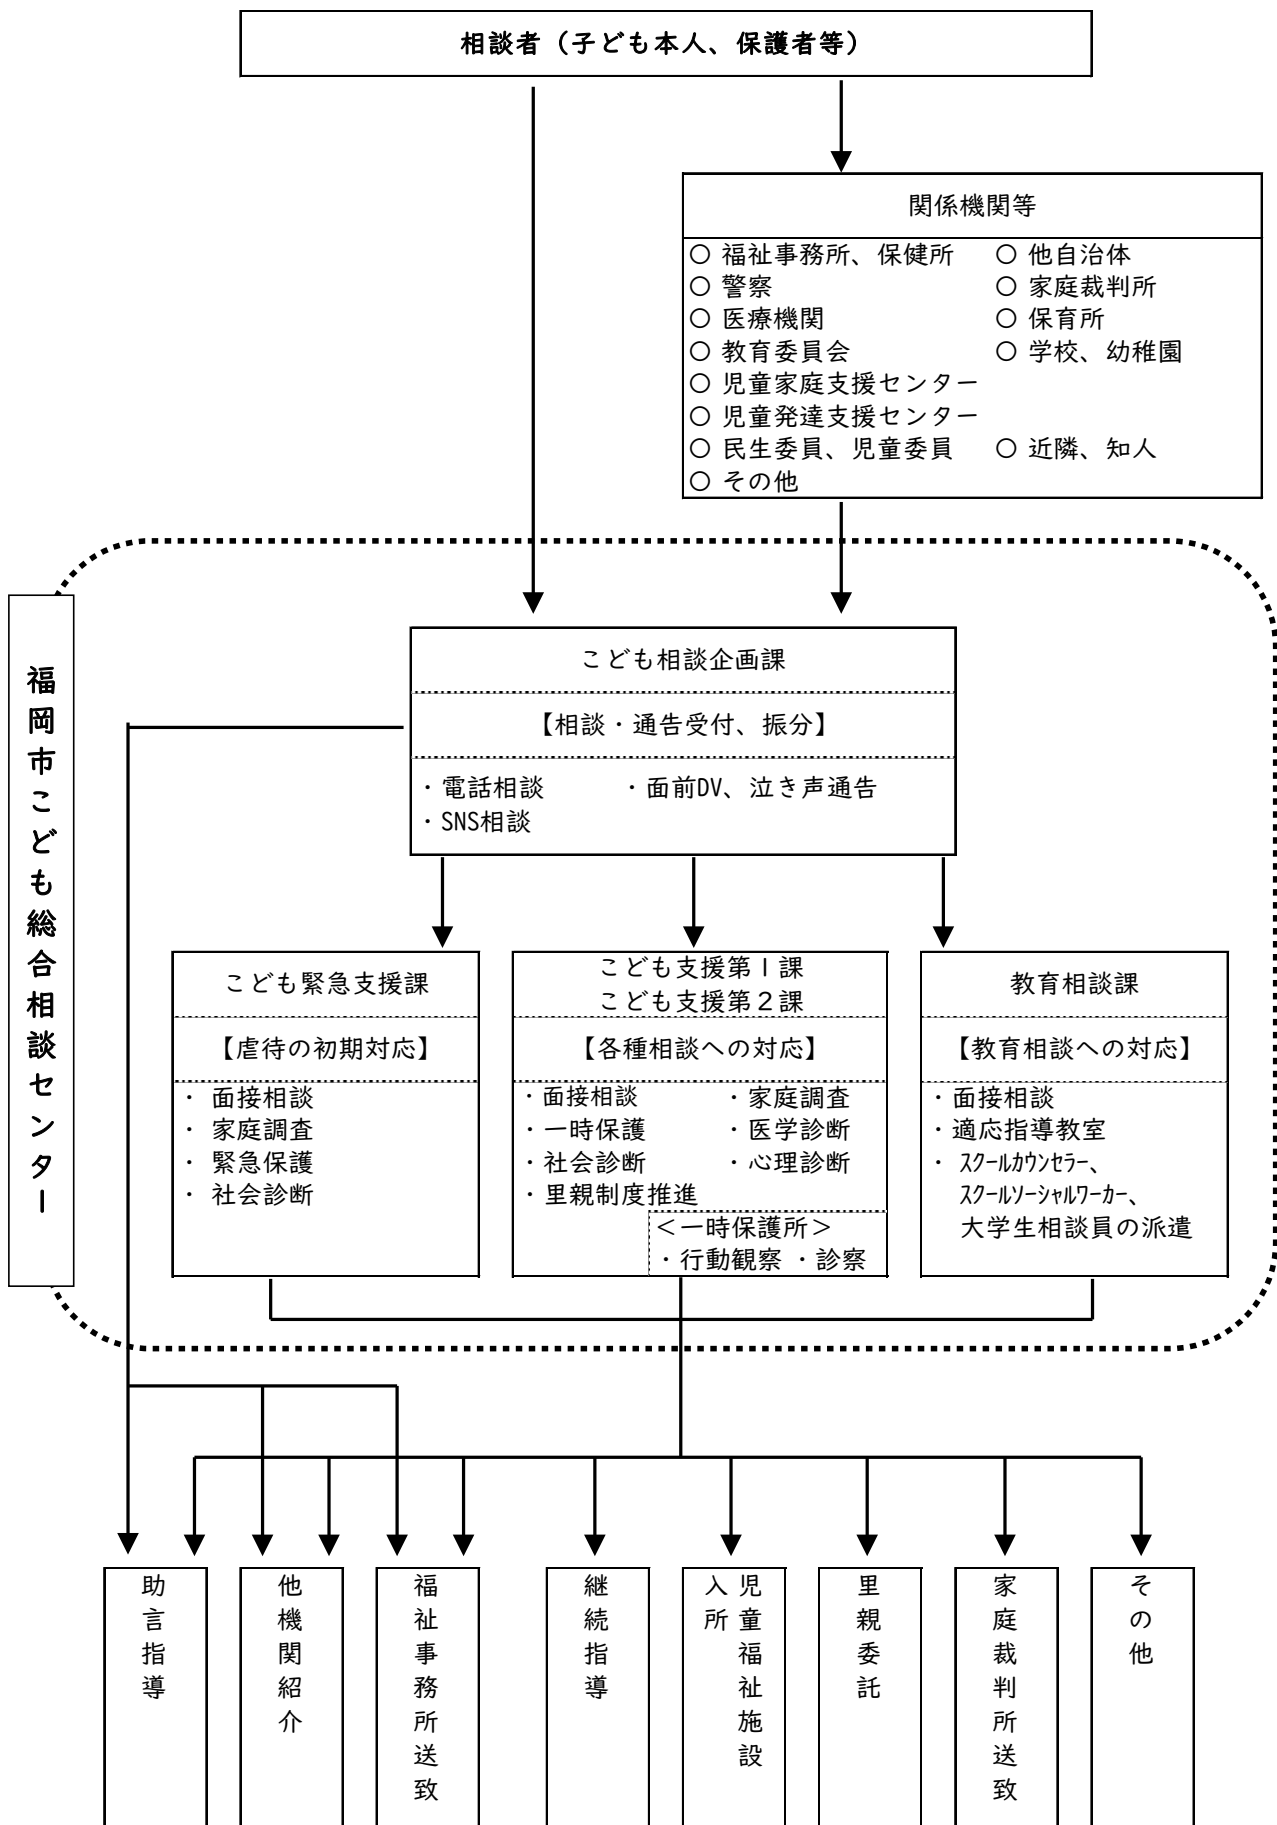 相談者（子ども本人、保護者等）
関係機関等
○ 福祉事務所、保健所　○ 他自治体
○ 警察　○ 家庭裁判所
○ 医療機関　○ 保育所
○ 教育委員会　○ 学校、幼稚園
○ 児童家庭支援センター
○ 児童発達支援センター
○ 民生委員、児童委員　○ 近隣、知人
○ その他
福岡市こども総合相談センター
こども相談企画課
【相談・通告受付、振分】
・電話相談　・面前DV、泣き声通告
・SNS相談
こども緊急支援課
【虐待の初期対応】
・ 面接相談
・ 家庭調査
・ 緊急保護
・ 社会診断
こども支援第１課
こども支援第２課
【各種相談への対応】
・面接相談　・家庭調査
・一時保護　・医学診断
・社会診断　・心理診断
・里親制度推進
＜一時保護所＞
・行動観察 ・診察
教育相談課
【教育相談への対応】
・面接相談
・適応指導教室
・ ｽｸｰﾙｶｳﾝｾﾗｰ、
ｽｸｰﾙｿｰｼｬﾙﾜｰｶｰ、
大学生相談員の派遣
助言指導
他機関紹介
福祉事務所送致
継続指導
児童福祉施設
入所
里親委託
家庭裁判所送致
その他